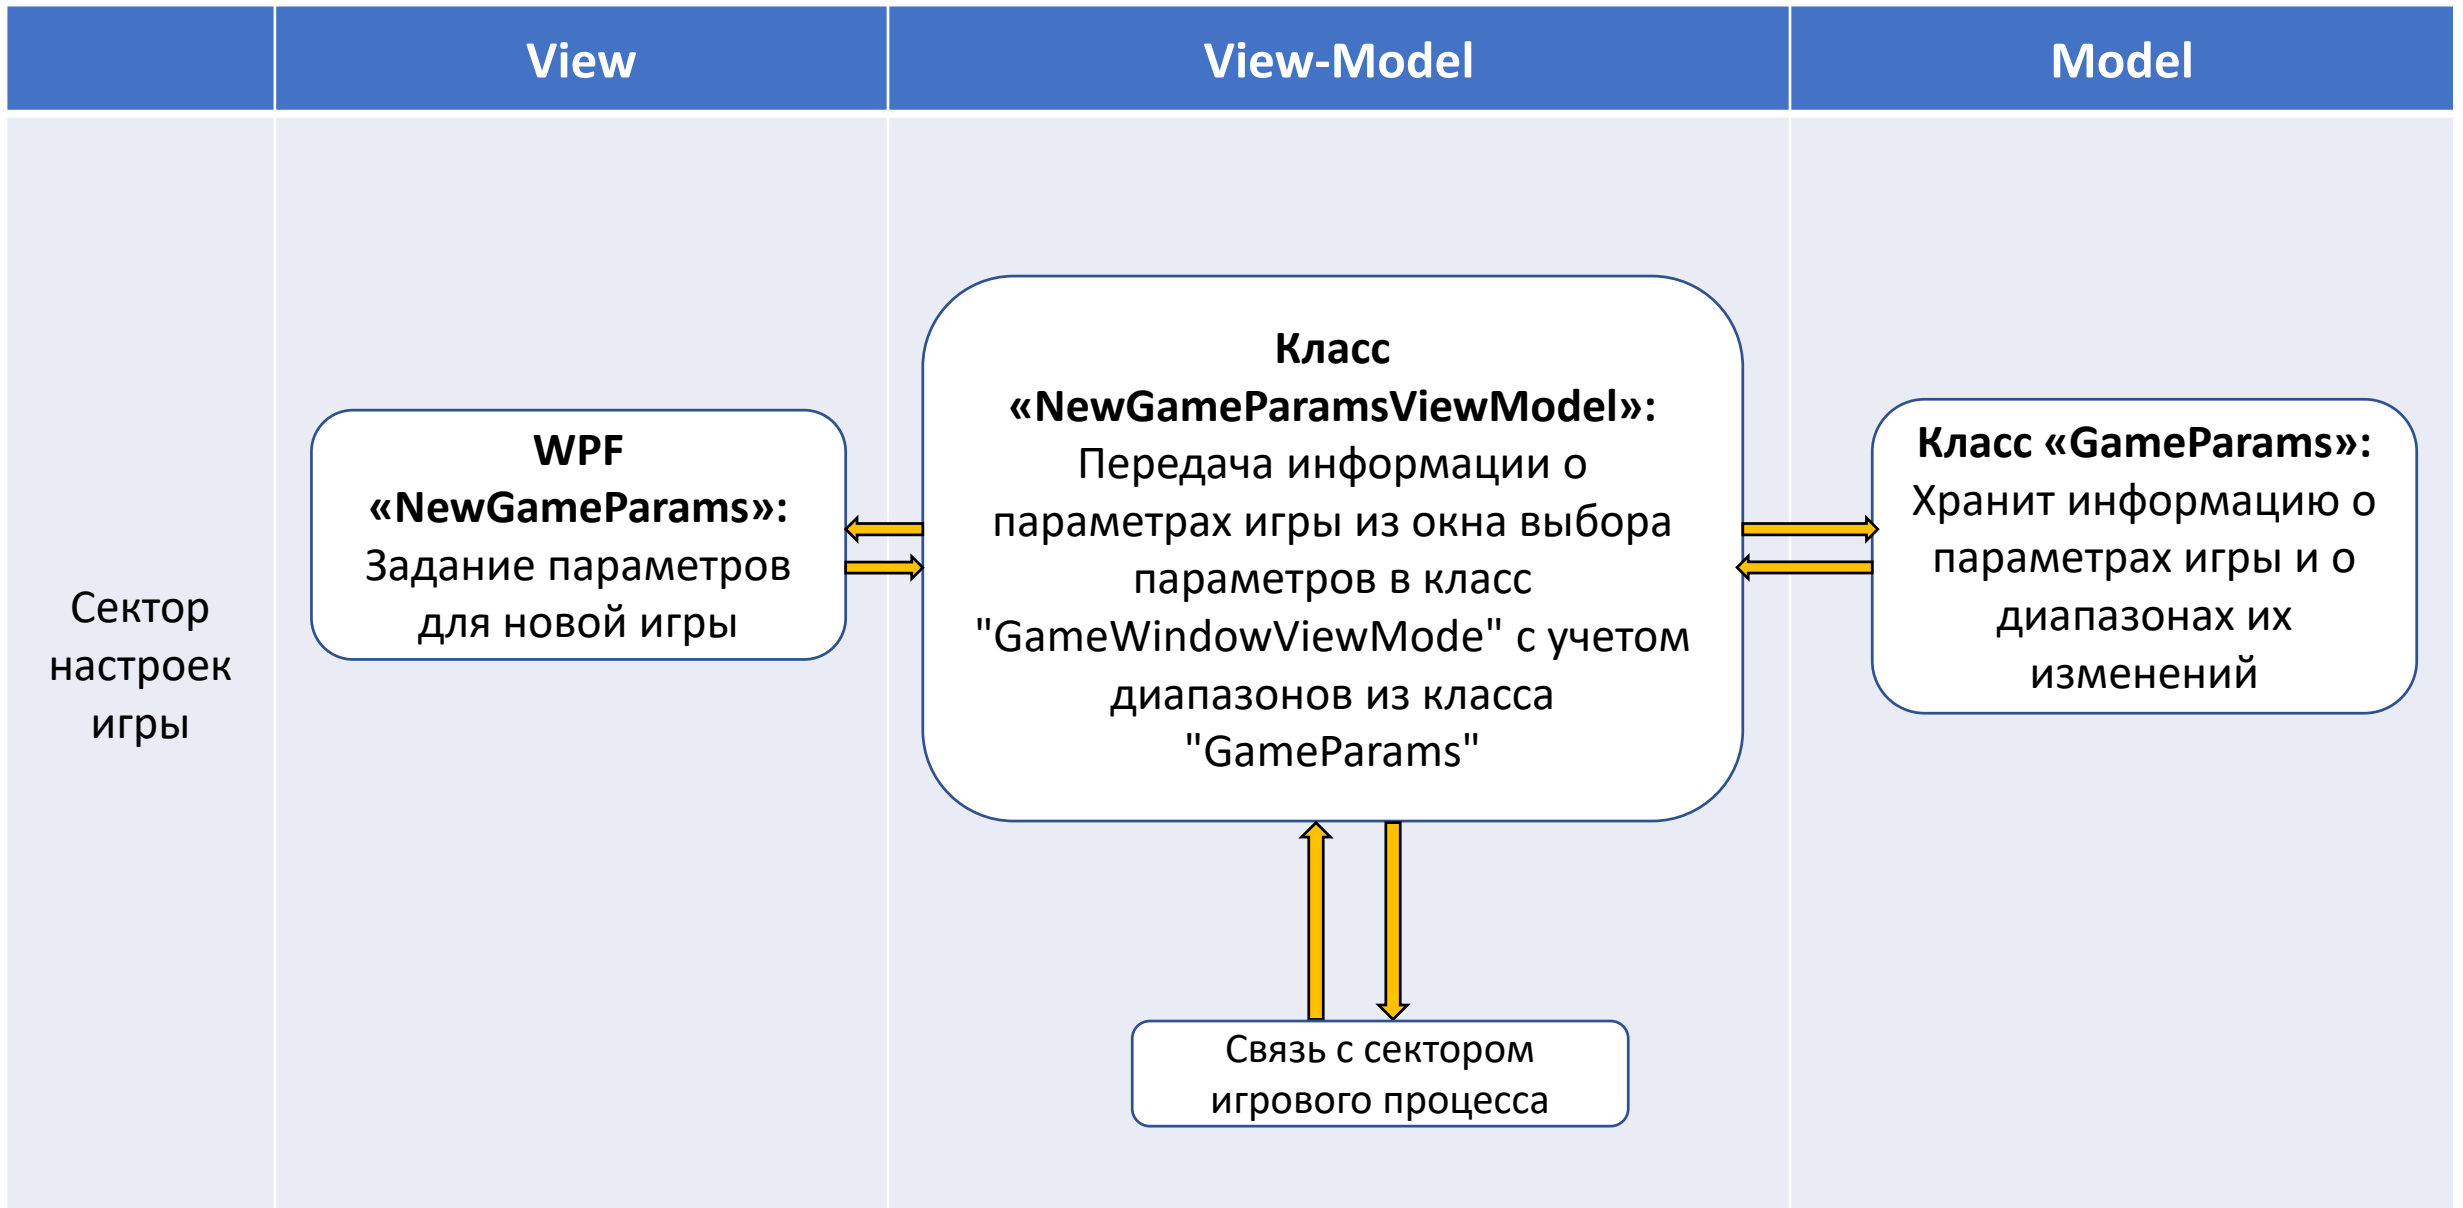 View
View-Model
Model
Сектор
настроек
игры
WPF
«NewGameParams»:
Задание параметров
для новой игры
Класс
«NewGameParamsViewModel»:
Передача информации о
параметрах игры из окна выбора
параметров в класс
"GameWindowViewMode" с учетом
диапазонов из класса
"GameParams"
Класс «GameParams»:
Хранит информацию о
параметрах игры и о
диапазонах их
изменений
Связь с сектором
игрового процесса